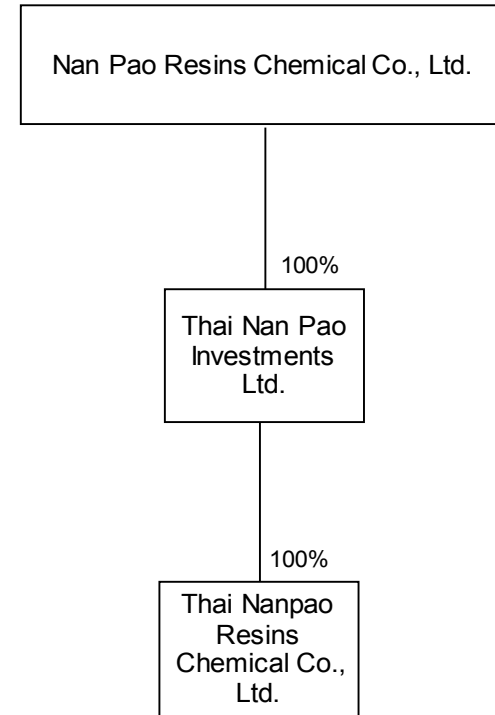 Nan Pao Resins Chemical Co., Ltd.
100%
Thai Nan Pao
Investments
Ltd.
100%
Thai Nanpao
Resins
Chemical Co.,
Ltd.